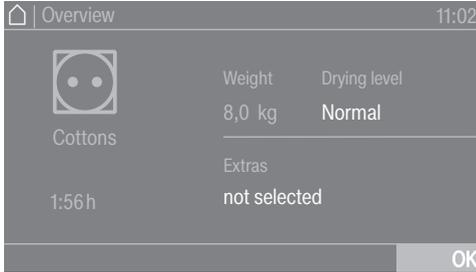 Overview
11:02
Weight
Drying level
8,0 kg
Normal
Cottons
Extras
1:56 h
not selected
OK